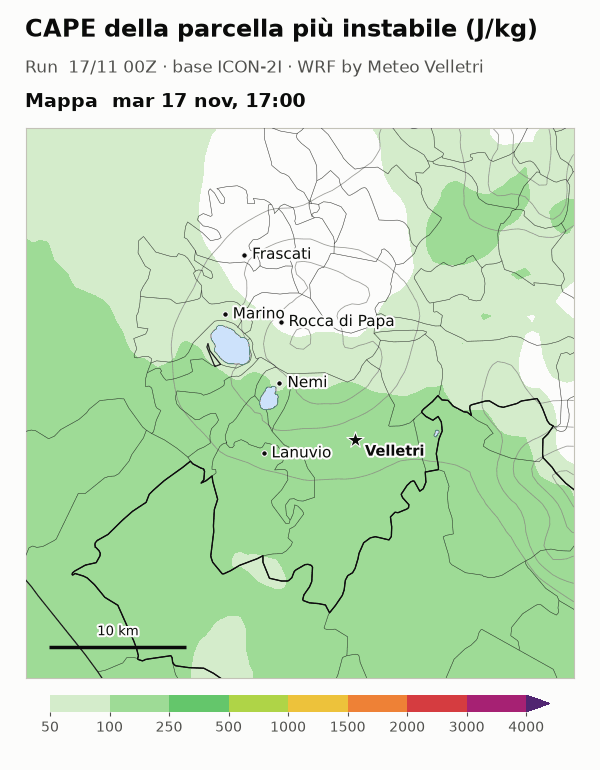 CAPE della parcella più instabile (J/kg)
Run  17/11 00Z · base ICON-2I · WRF by Meteo Velletri
Mappa  mar 17 nov, 17:00
Frascati
Marino
Rocca di Papa
Nemi
Velletri
Lanuvio
10 km
50 100 250 500 1000 1500 2000 3000 4000